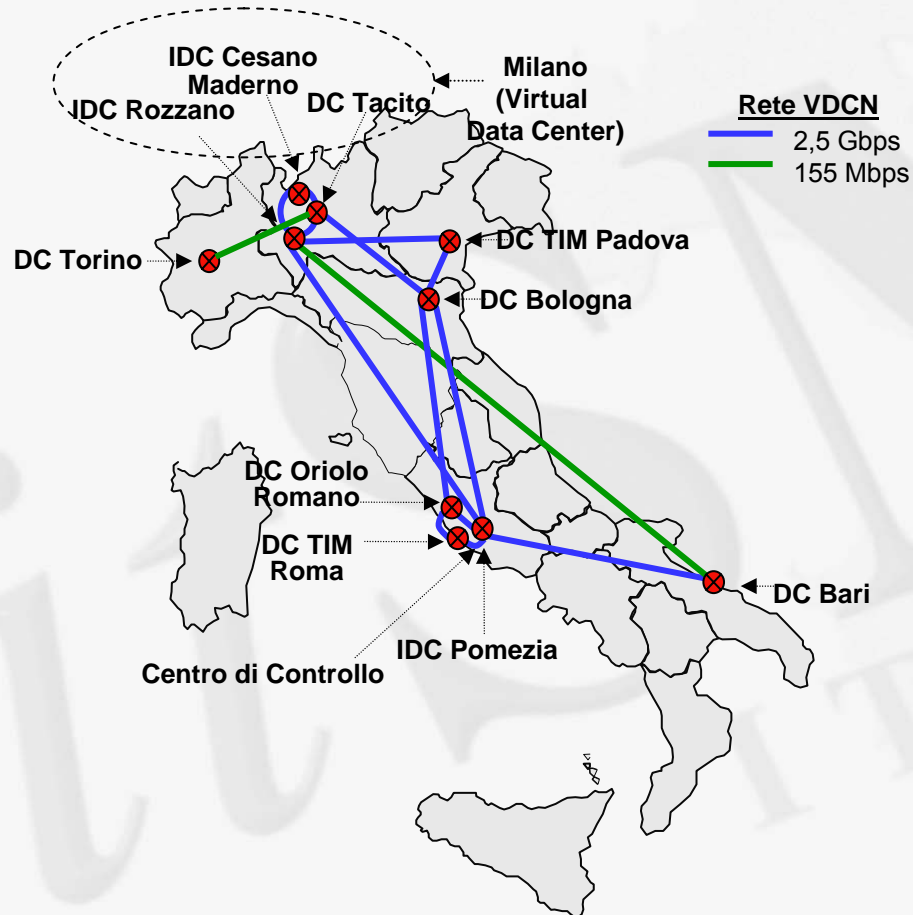 IDC Cesano
Maderno
IDC Rozzano
DC Tacito
Milano
(Virtual
Data Center)
Rete VDCN
2,5 Gbps
155 Mbps
DC Torino
DC TIM Padova
DC Bologna
DC Oriolo
Romano
DC TIM
Roma
DC Bari
IDC Pomezia
Centro di Controllo